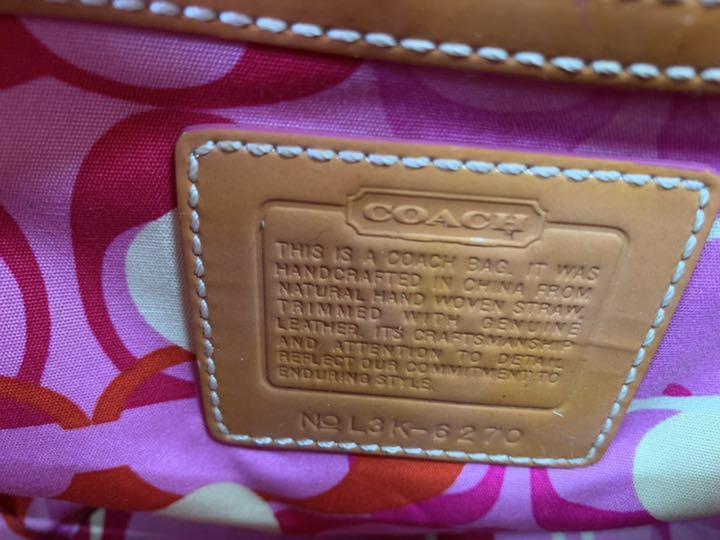 COACH
THIS IS A COACH BAG. IT WAS
HANDCRAFTED IN CHINA FROM
NATURAL HAND WOVEN STRAW,
TRIMMED WITH GENUINE
LEATHER. ITS CRAFTSMANSHIP
AND ATTENTION TO DETAIL
REFLECT OUR COMMITMENT TO
ENDURING STYLE.
No L3K-6270